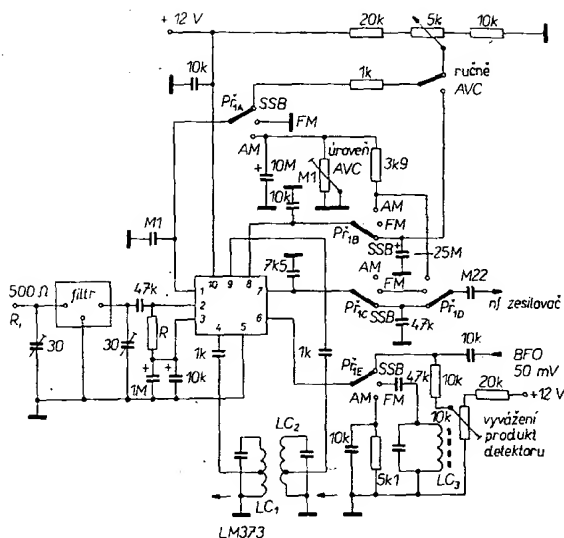 + 12 V
20k
5k
10k
10k
1k
ručně
AVC
Př1A
SSB
FM
AM
+
10M
úroveň
AVC
M1
3k9
10k
AM
FM
Př1B
SSB
+
25M
M1
7k5
AM
FM
M22
Př1C
SSB
Př1D
nf zesilovač
47k
10 9 8
1
2
3
4 5
7
6
500 Ω
R1
filtr
47k
30
30
R
+
1M
+
10k
1k
1k
Př1E
SSB
47k
AM
FM
10k
BFO
50 mV
10k
20k
+12 V
10k
vyvážení
produkt
detektoru
10k
5k1
LC3
LC2
LC1
LM373